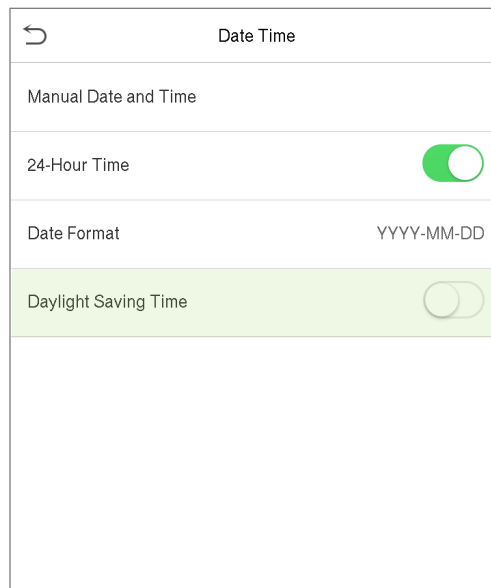 Date Time
Manual Date and Time
24-Hour Time
Date Format YYYY-MM-DD
Daylight Saving Time